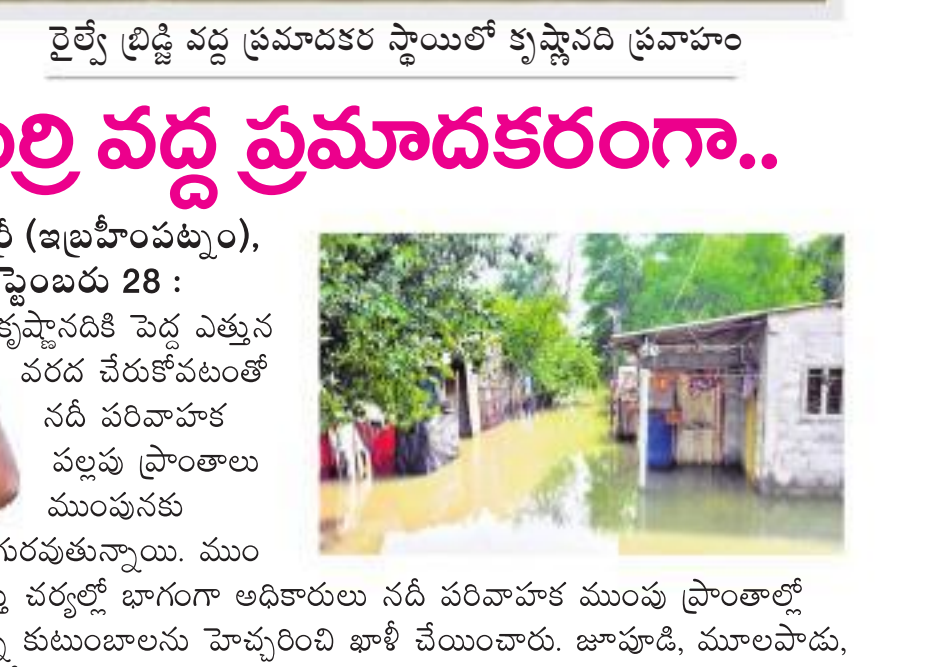 రైల్వే బ్రిడ్జి వద్ద ప్రమాదకర స్థాయిలో కృష్ణానది ప్రవాహం
వద్ద ప్రమాదకరంగా..
(ఇబ్రహీంపట్నం),
28 :
కృష్ణానదికి పెద్ద ఎత్తున
వరద చేరుకోవటంతో
నదీ పరివాహక
పల్లపు ప్రాంతాలు
ముంపునకు
గురవుతున్నాయి. ముం
చర్యల్లో భాగంగా అధికారులు నదీ పరివాహక ముంపు ప్రాంతాల్లో
కుటుంబాలను హెచ్చరించి ఖాళీ చేయించారు. జూపూడి, మూలపాడు,